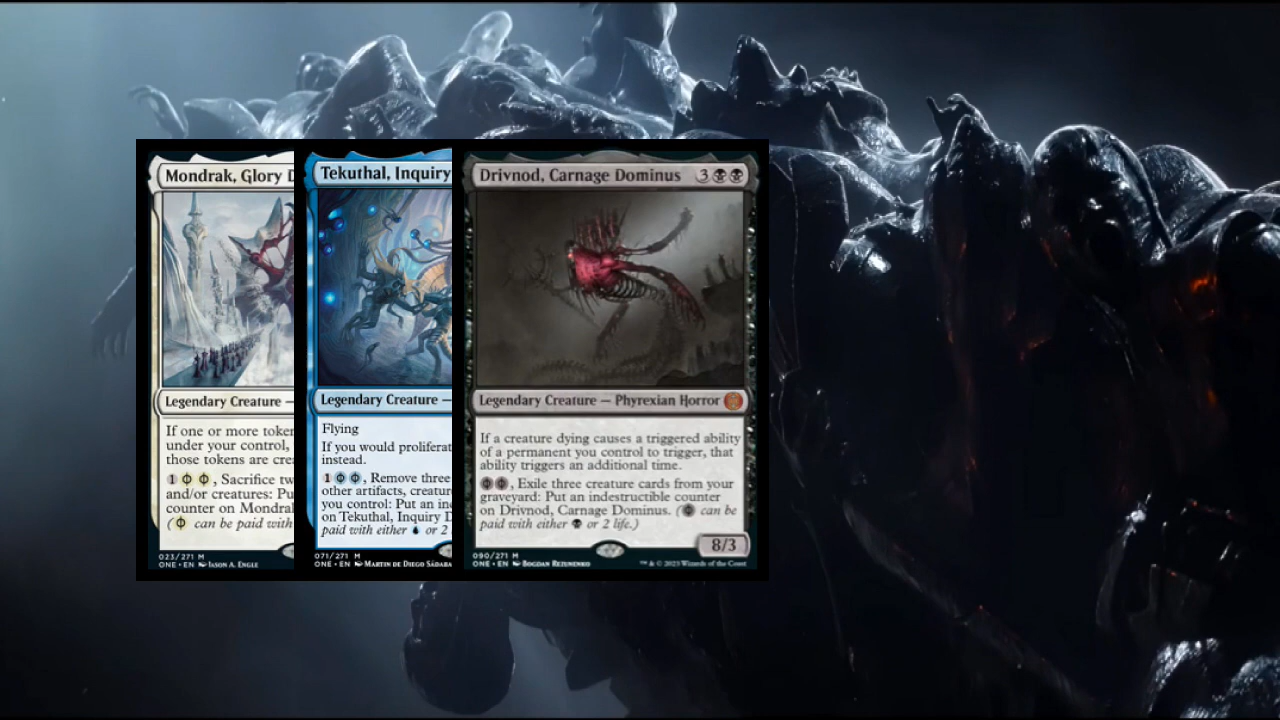 Mondrak, Glory D
Legendary Creature —
If one or more token
under your control,
those tokens are crea
1, Sacrifice tw
and/or creatures: Pu
counter on Mondrak
( can be paid with
023/271 M
ONE • EN Jason A. Engle
Tekuthal, Inquiry
Legendary Creature —
Flying
If you would proliferat
instead.
1, Remove three
other artifacts, creatur
you control: Put an ind
on Tekuthal, Inquiry D
paid with either or 2
071/271 M
ONE • EN Martin de Diego Sádaba
Drivnod, Carnage Dominus 3
Legendary Creature — Phyrexian Horror
If a creature dying causes a triggered ability
of a permanent you control to trigger, that
ability triggers an additional time.
, Exile three creature cards from your
graveyard: Put an indestructible counter
on Drivnod, Carnage Dominus. ( can be
paid with either or 2 life.)
8/3
090/271 M
ONE • EN Bogdan Rezunenko
™ & © 2023 Wizards of the Coast